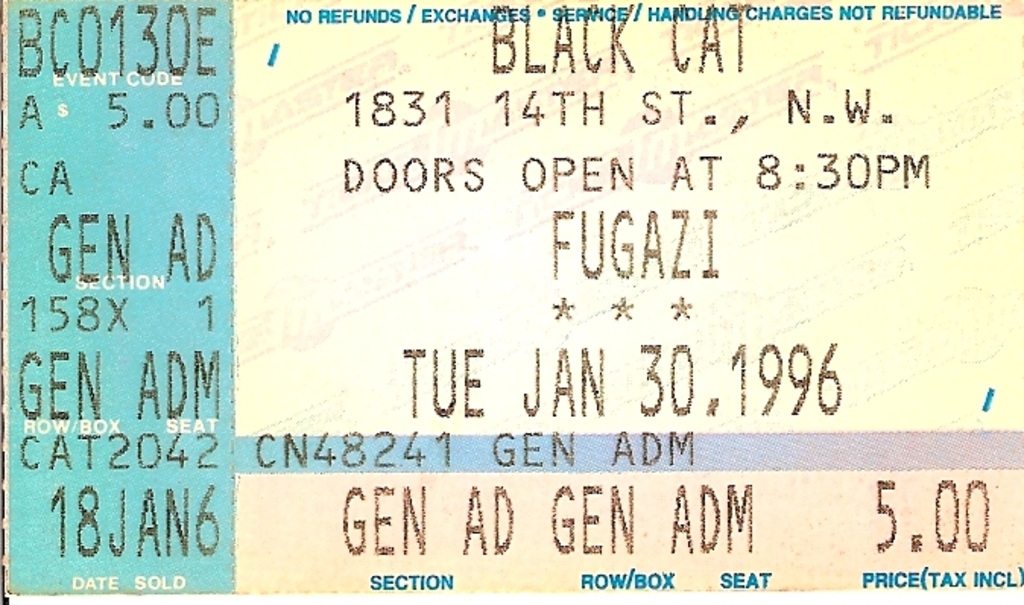 NO REFUNDS / EXCHANGES • SERVICE / HANDLING CHARGES NOT REFUNDABLE
BC0130E
EVENT CODE
A $ 5.00
CA
GEN AD
SECTION
158X 1
GEN ADM
ROW/BOX SEAT
CAT2042
18JAN6
DATE SOLD
BLACK CAT
1831 14TH ST., N.W.
DOORS OPEN AT 8:30PM
FUGAZI
* * *
TUE JAN 30,1996
CN48241 GEN ADM
GEN AD GEN ADM 5.00
SECTION ROW/BOX SEAT PRICE(TAX INCL)